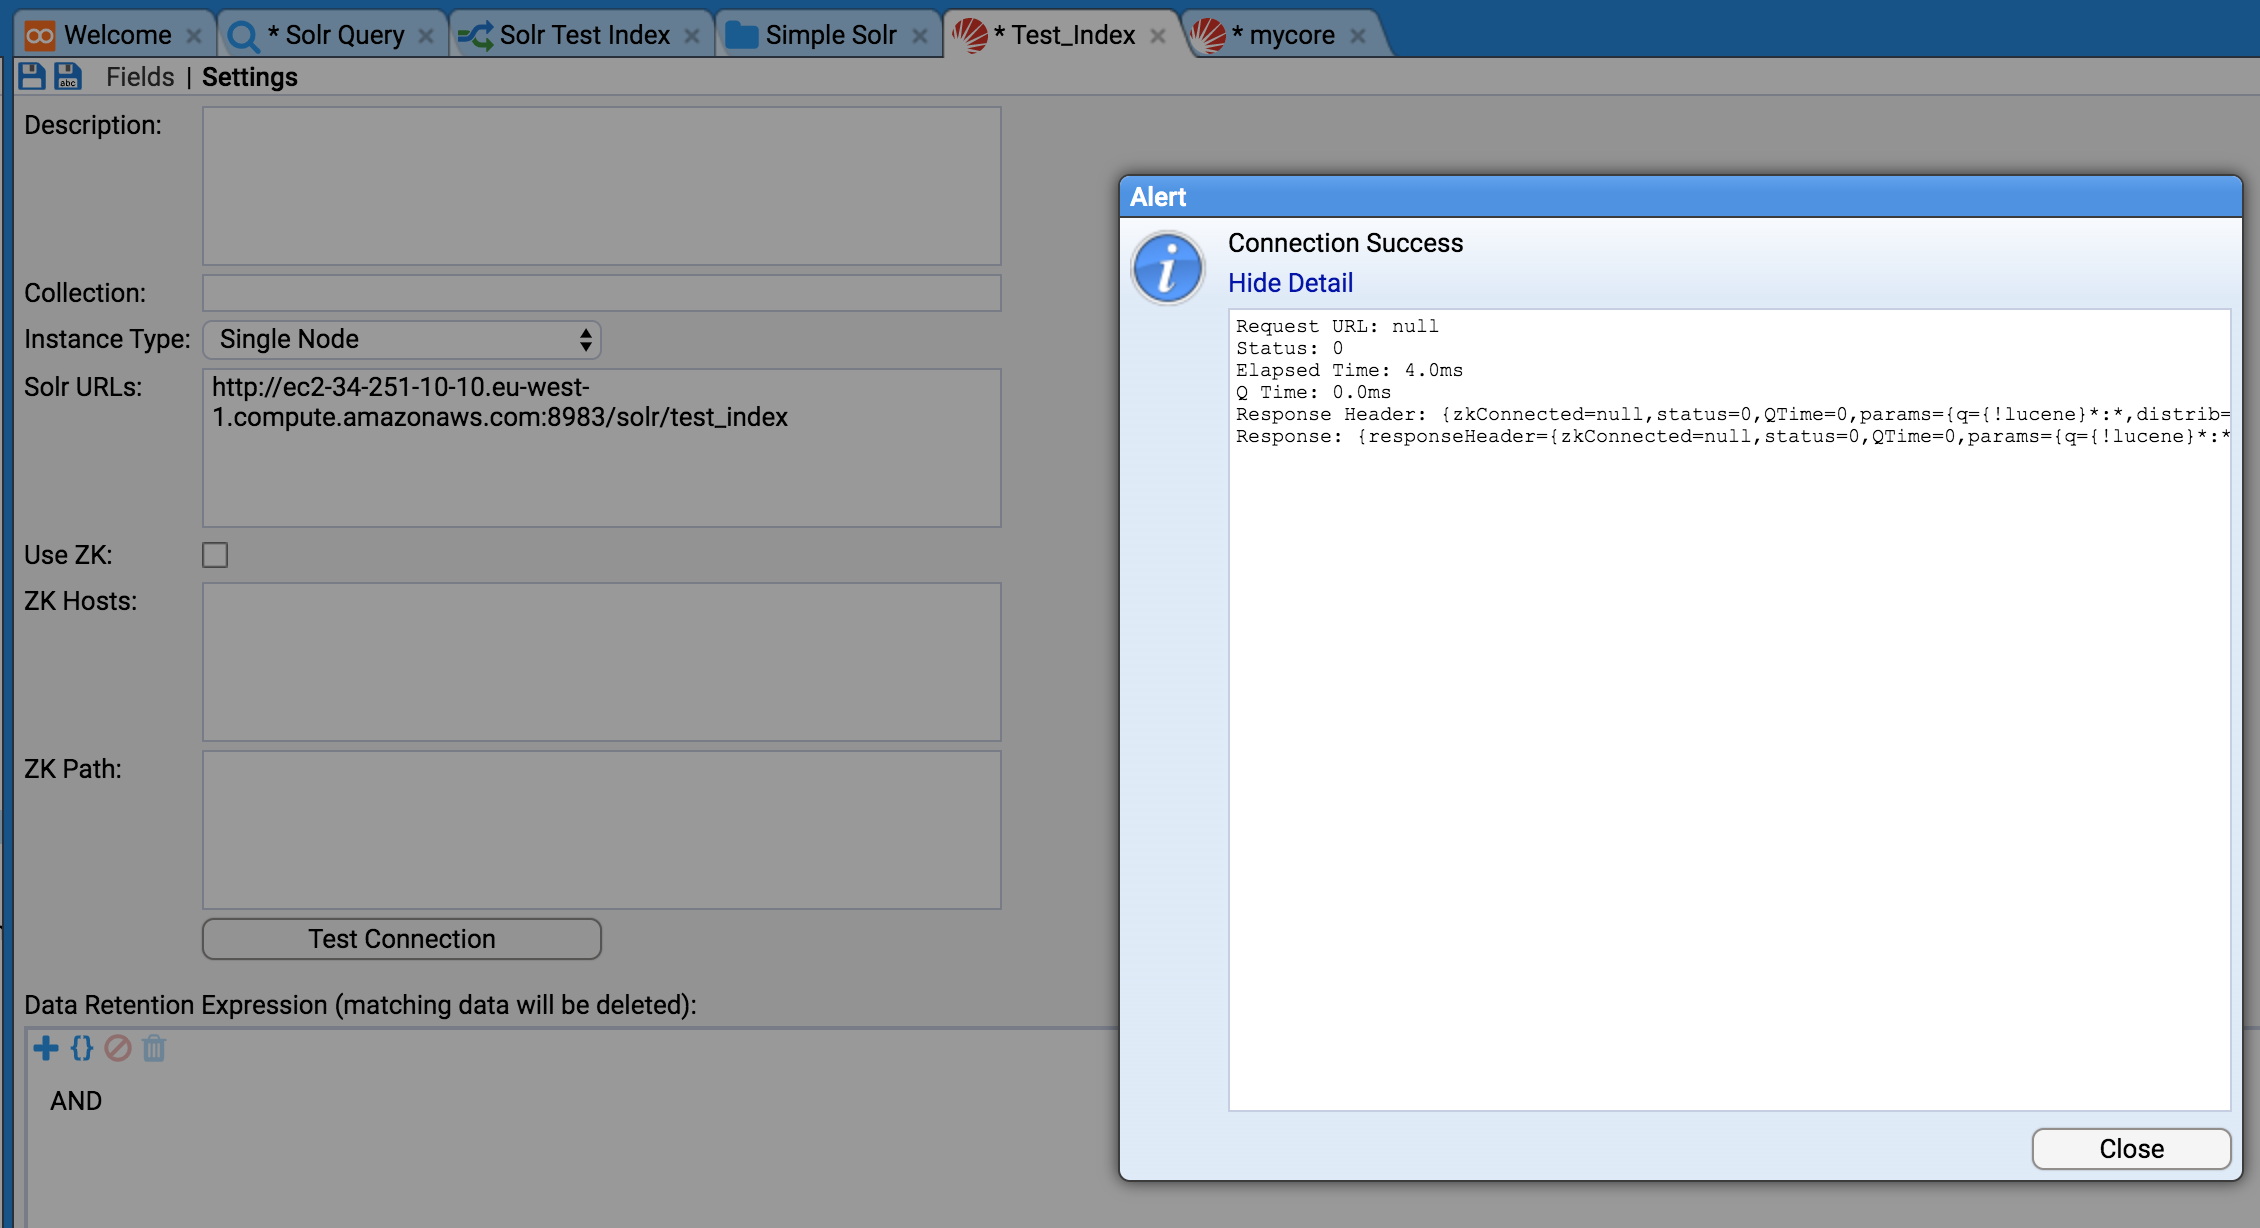 Welcome
* Solr Query
Solr Test Index
Simple Solr
* Test_Index
* mycore
abc
Fields | Settings
Description:
Collection:
Instance Type: Single Node
Solr URLs: http://ec2-34-251-10-10.eu-west-
1.compute.amazonaws.com:8983/solr/test_index
Use ZK:
ZK Hosts:
ZK Path:
Test Connection
Data Retention Expression (matching data will be deleted):
{}
AND
Alert
i
Connection Success
Hide Detail
Request URL: null
Status: 0
Elapsed Time: 4.0ms
Q Time: 0.0ms
Response Header: {zkConnected=null,status=0,QTime=0,params={q={!lucene}*:*,distrib=
Response: {responseHeader={zkConnected=null,status=0,QTime=0,params={q={!lucene}*:*
Close